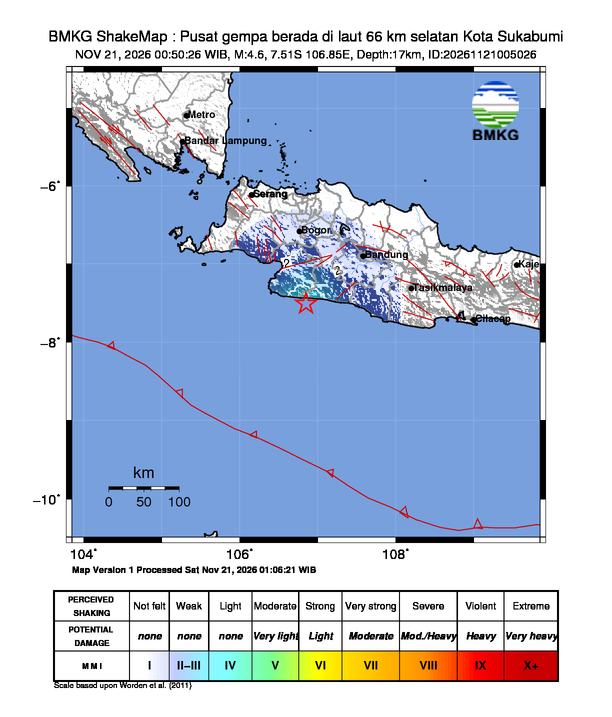 BMKG ShakeMap : Pusat gempa berada di laut 66 km selatan Kota Sukabumi
NOV 21, 2026 00:50:26 WIB, M:4.6, 7.51S 106.85E, Depth:17km, ID:20261121005026
Metro
Bandar Lampung
BMKG
-6°
Serang
Bogor
Bandung
2
2
Kaje
Tasikmalaya
Cilacap
-8°
km
0 50 100
-10°
104° 106° 108°
Map Version 1 Processed Sat Nov 21, 2026 01:06:21 WIB
PERCEIVED SHAKING Not felt Weak Light Moderate Strong Very strong Severe Violent Extreme
POTENTIAL DAMAGE none none none Very light Light Moderate Mod./Heavy Heavy Very heavy
MMI I II-III IV V VI VII VIII IX X+
Scale based upon Worden et al. (2011)